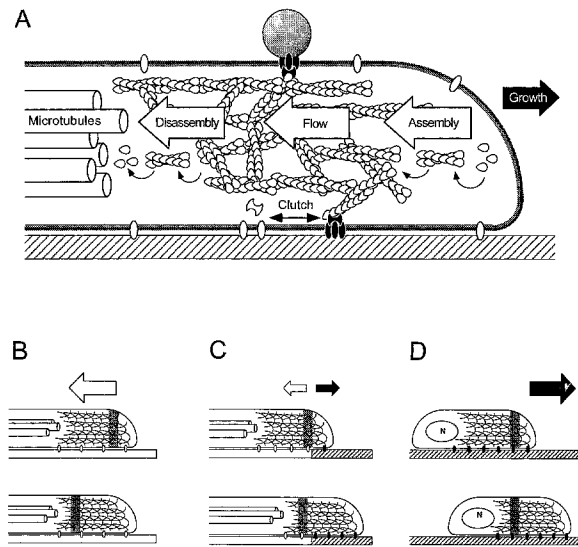 A
Growth
Microtubules
Disassembly
Flow
Assembly
Clutch
B
C
D
N
N